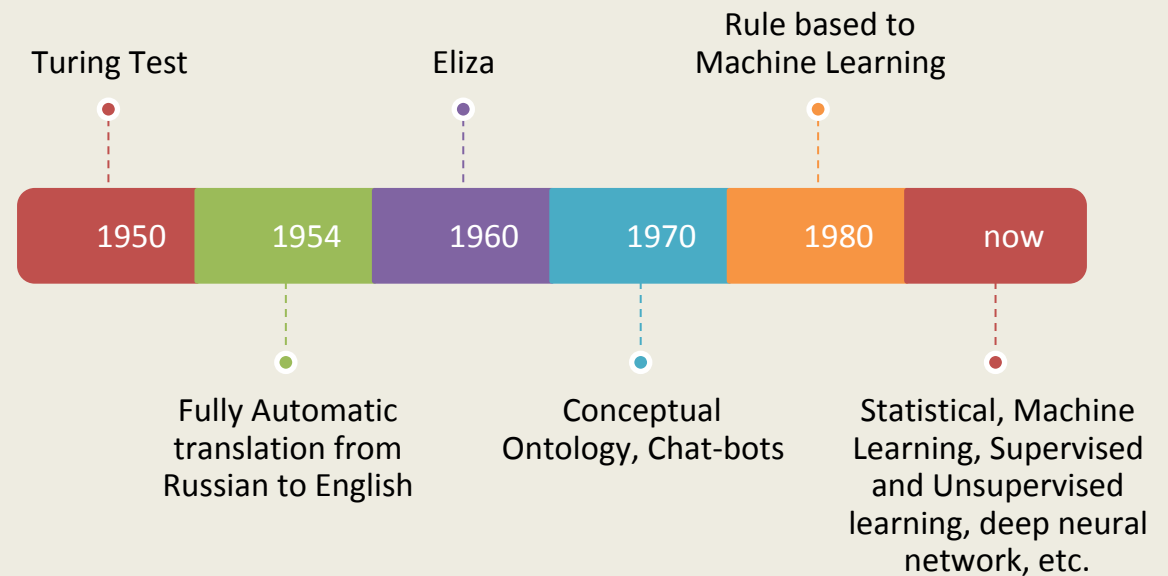 Turing Test
Eliza
Rule based to
Machine Learning
1950
1954
1960
1970
1980
now
Fully Automatic
translation from
Russian to English
Conceptual
Ontology, Chat-bots
Statistical, Machine
Learning, Supervised
and Unsupervised
learning, deep neural
network, etc.